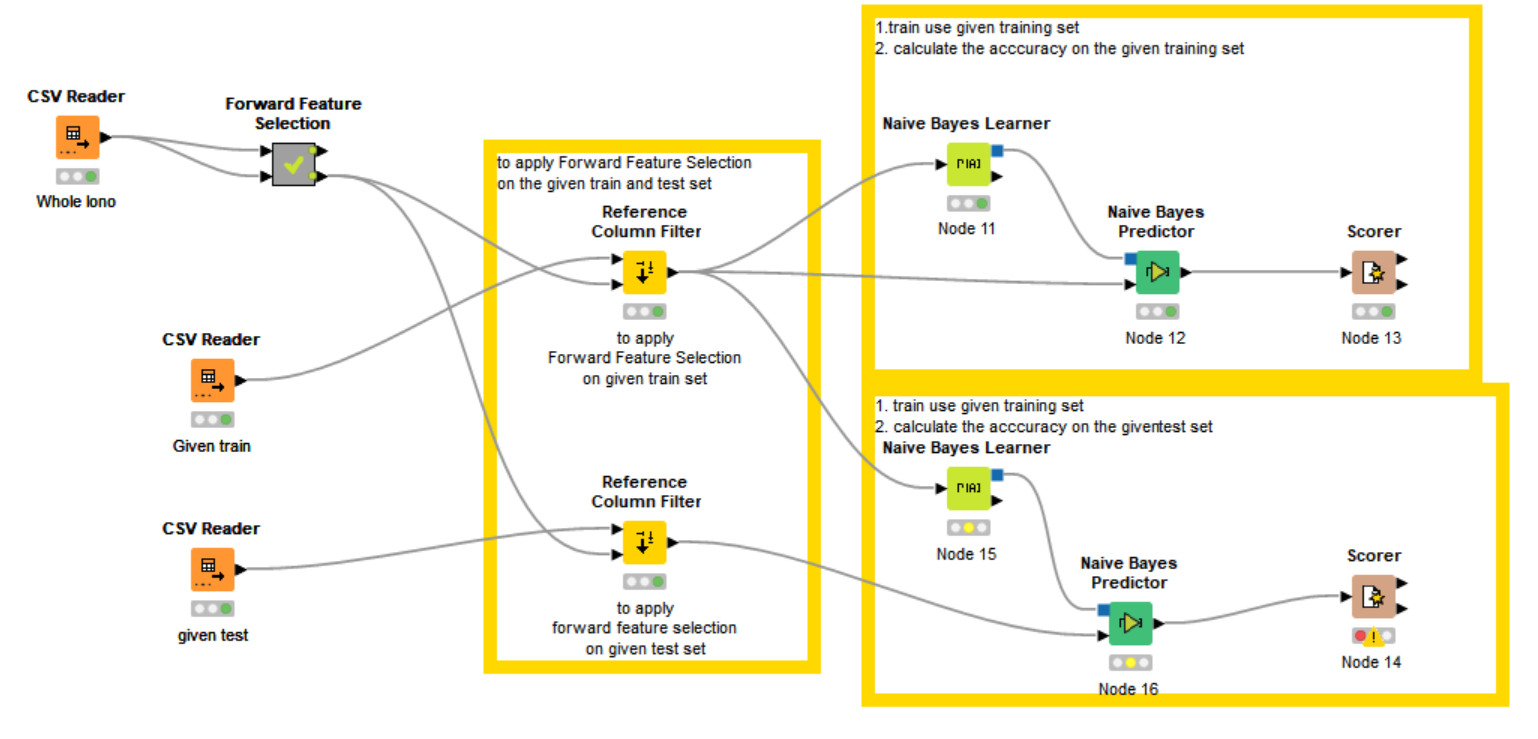 CSV Reader
Whole Iono
Forward Feature
Selection
CSV Reader
Given train
CSV Reader
given test
to apply Forward Feature Selection
on the given train and test set
Reference
Column Filter
to apply
Forward Feature Selection
on given train set
Reference
Column Filter
to apply
forward feature selection
on given test set
1.train use given training set
2. calculate the acccuracy on the given training set
Naive Bayes Learner
Node 11
Naive Bayes
Predictor
Node 12
Scorer
Node 13
1. train use given training set
2. calculate the acccuracy on the giventest set
Naive Bayes Learner
Node 15
Naive Bayes
Predictor
Node 16
Scorer
Node 14